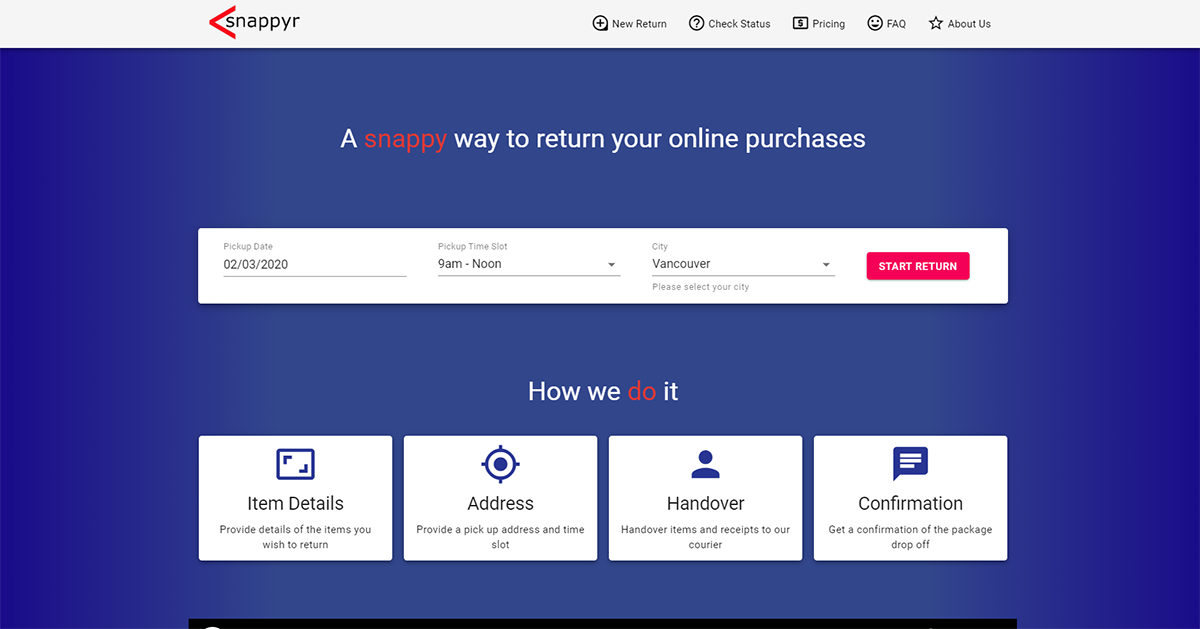 snappyr
New Return
Check Status
Pricing
FAQ
About Us
A snappy way to return your online purchases
Pickup Date
02/03/2020
Pickup Time Slot
9am - Noon
City
Vancouver
Please select your city
START RETURN
How we do it
Item Details
Provide details of the items you
wish to return
Address
Provide a pick up address and time
slot
Handover
Handover items and receipts to our
courier
Confirmation
Get a confirmation of the package
drop off